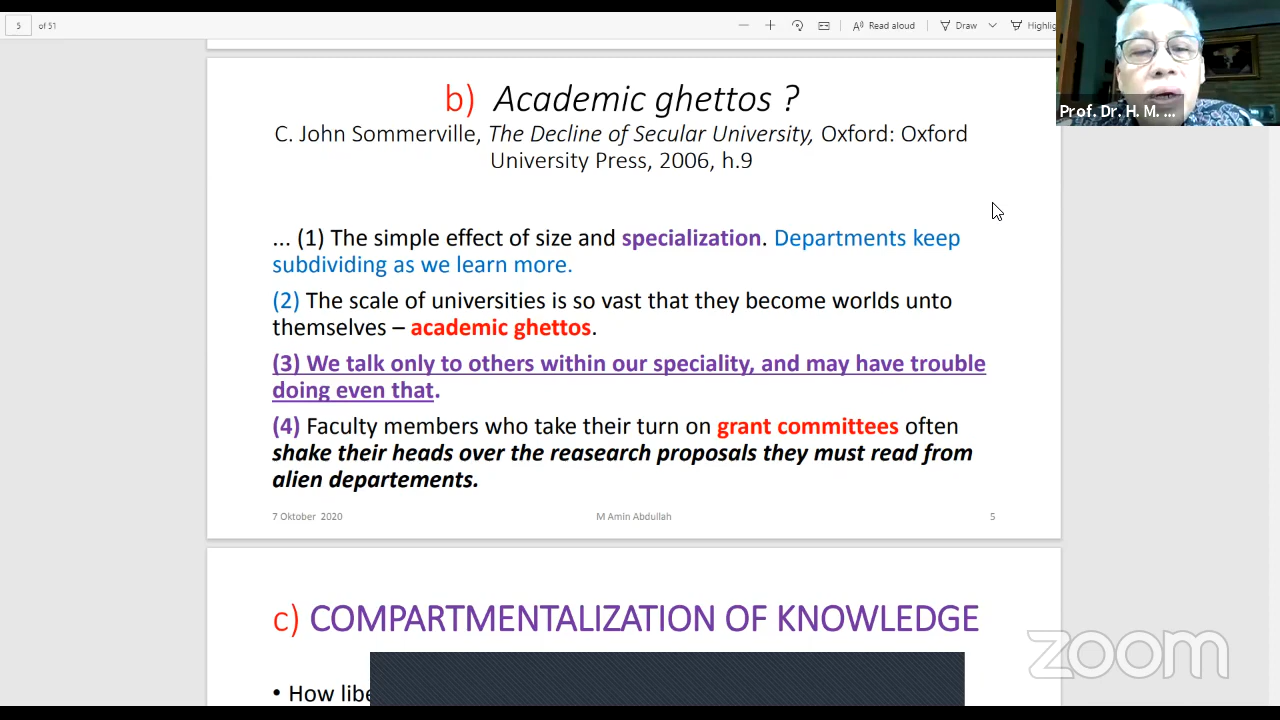 5 of 51
Read aloud
Draw
Highlig
Prof. Dr. H. M. ...
b) Academic ghettos ?
C. John Sommerville, The Decline of Secular University, Oxford: Oxford
University Press, 2006, h.9
... (1) The simple effect of size and specialization. Departments keep
subdividing as we learn more.
(2) The scale of universities is so vast that they become worlds unto
themselves – academic ghettos.
(3) We talk only to others within our speciality, and may have trouble
doing even that.
(4) Faculty members who take their turn on grant committees often
shake their heads over the reasearch proposals they must read from
alien departements.
7 Oktober 2020
M Amin Abdullah
5
c) COMPARTMENTALIZATION OF KNOWLEDGE
• How libe
zoom